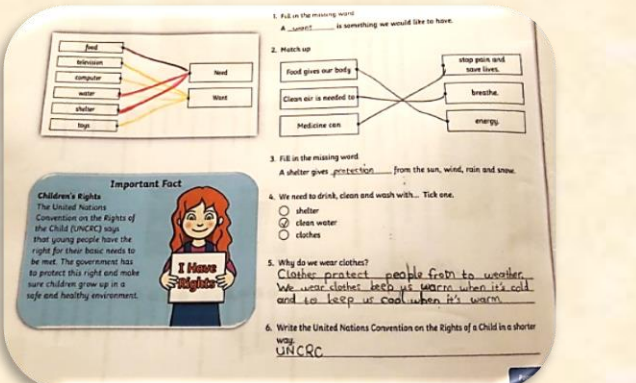 food
television
computer
water
shelter
toys
Need
Want
Important Fact
Children's Rights
The United Nations
Convention on the Rights of
the Child (UNCRC) says
that young people have the
right for their basic needs to
be met. The government has
to protect this right and make
sure children grow up in a
safe and healthy environment.
I Have
Rights
1. Fill in the missing word
A want is something we would like to have.
2. Match up
Food gives our body
Clean air is needed to
Medicine can
stop pain and
save lives.
breathe.
energy.
3. Fill in the missing word
A shelter gives protection from the sun, wind, rain and snow.
4. We need to drink, clean and wash with... Tick one.
shelter
clean water
clothes
5. Why do we wear clothes?
Clothes protect people from to weather.
We wear clothes keep us warm when it's cold
and to keep us cool when it's warm
6. Write the United Nations Convention on the Rights of a Child in a shorter
way.
UNCRC